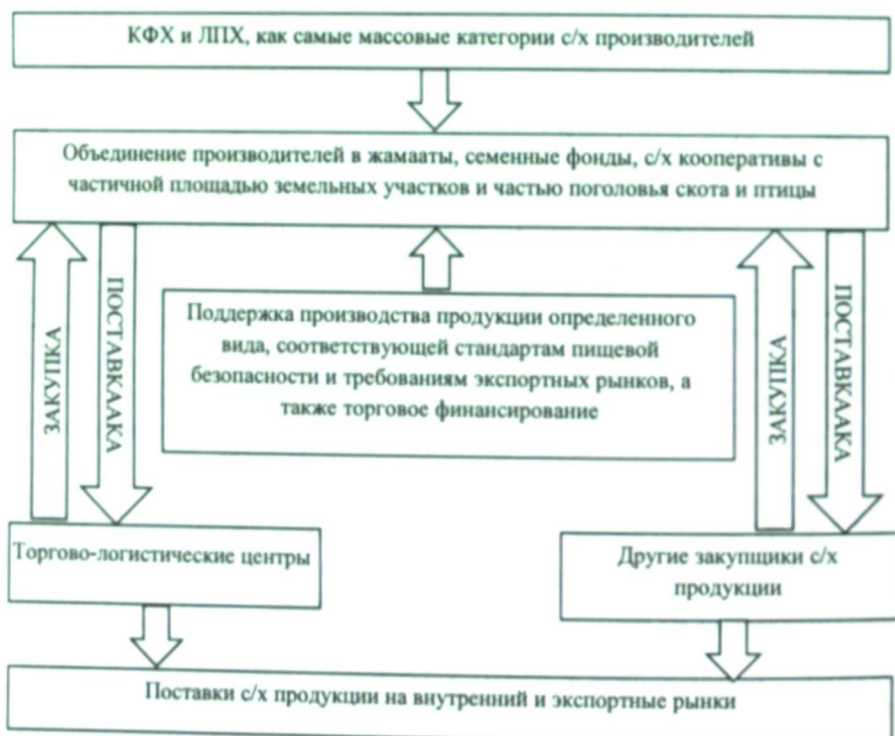 КФХ и ЛПХ, как самые массовые категории с/х производителей
Объединение производителей в жамааты, семенные фонды, с/х кооперативы с
частичной площадью земельных участков и частью поголовья скота и птицы
ЗАКУПКА
ПОСТАВКААКА
Поддержка производства продукции определенного
вида, соответствующей стандартам пищевой
безопасности и требованиям экспортных рынков, а
также торговое финансирование
ЗАКУПКА
ПОСТАВКААКА
Торгово-логистические центры
Другие закупщики с/х
продукции
Поставки с/х продукции на внутренний и экспортные рынки